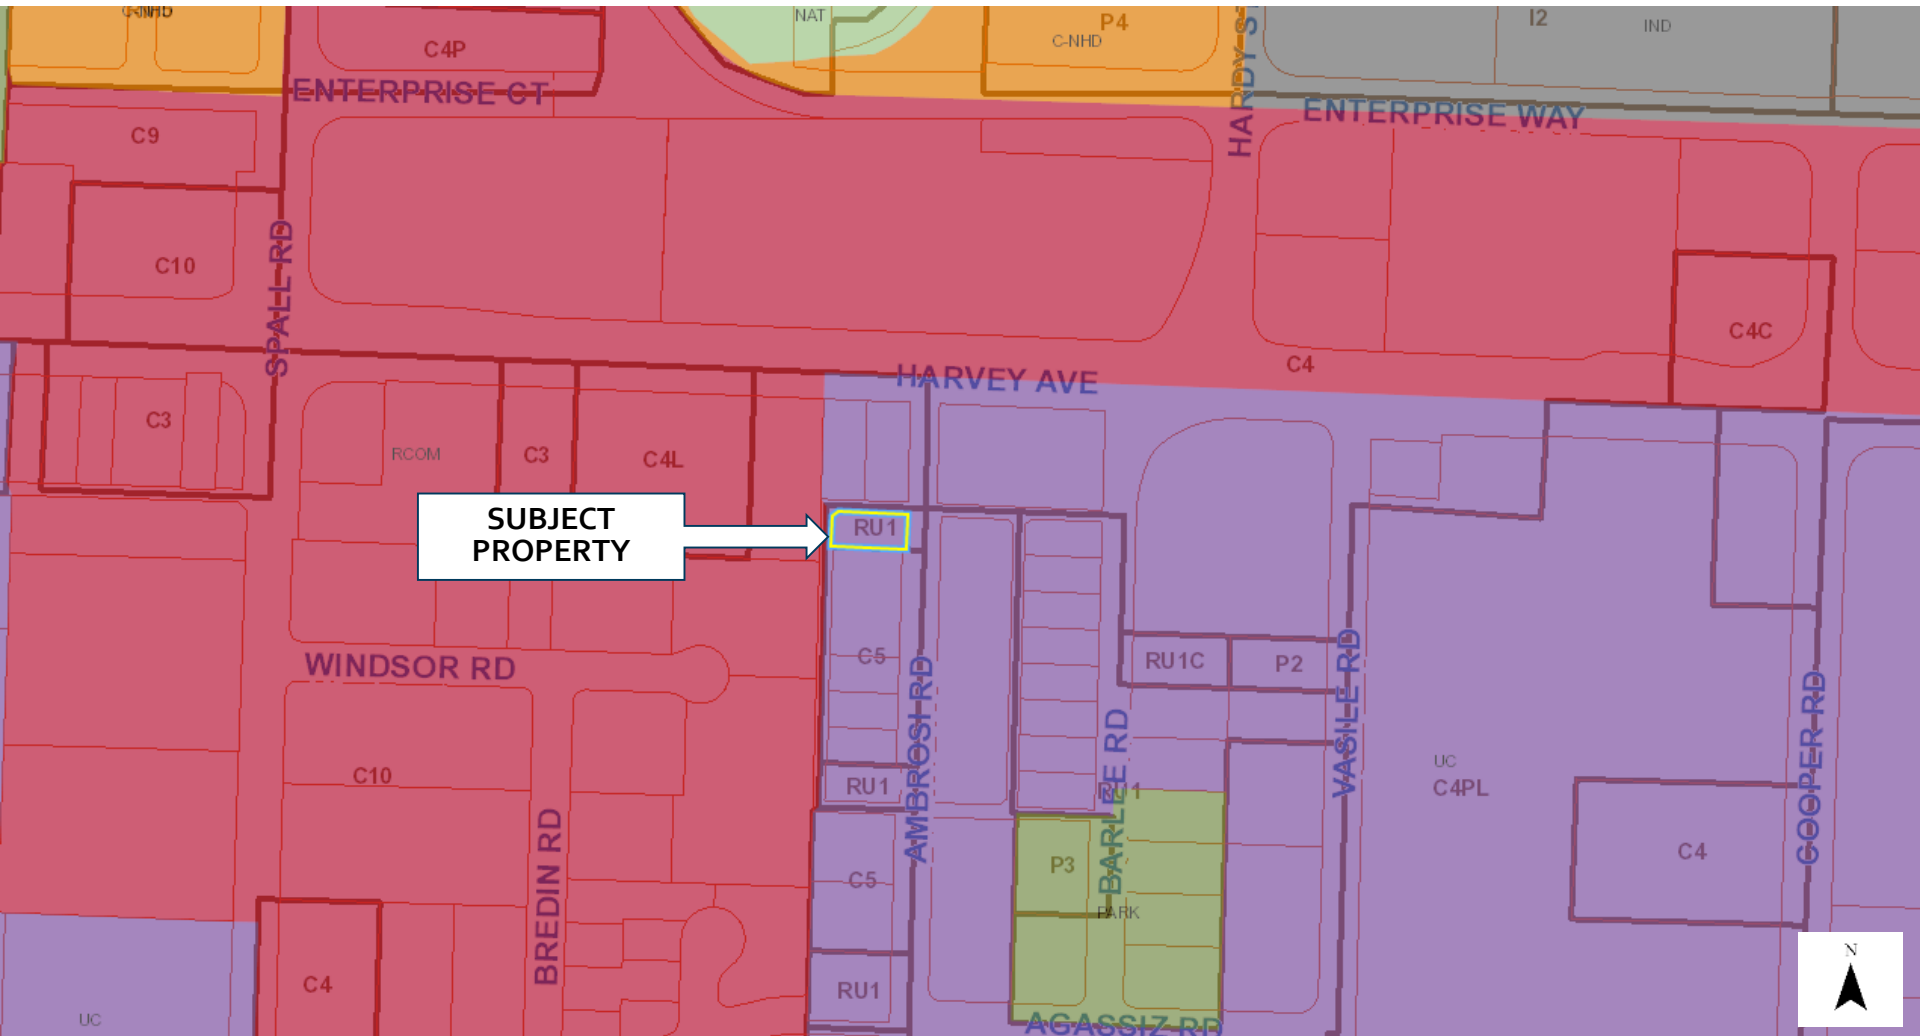 C-NHD
NAT
P4
C-NHD
I2
IND
C4P
HARDY ST
ENTERPRISE CT
ENTERPRISE WAY
C9
C10
SPALL RD
C4C
C4
HARVEY AVE
C3
RCOM
C3
C4L
SUBJECT
PROPERTY
RU1
C5
WINDSOR RD
RU1C
P2
AMBROSI RD
VASILE RD
COOPER RD
BARLEE RD
UC
C4PL
C10
RU1
RU1
BREDIN RD
C5
P3
C4
PARK
C4
RU1
UC
AGASSIZ RD
N